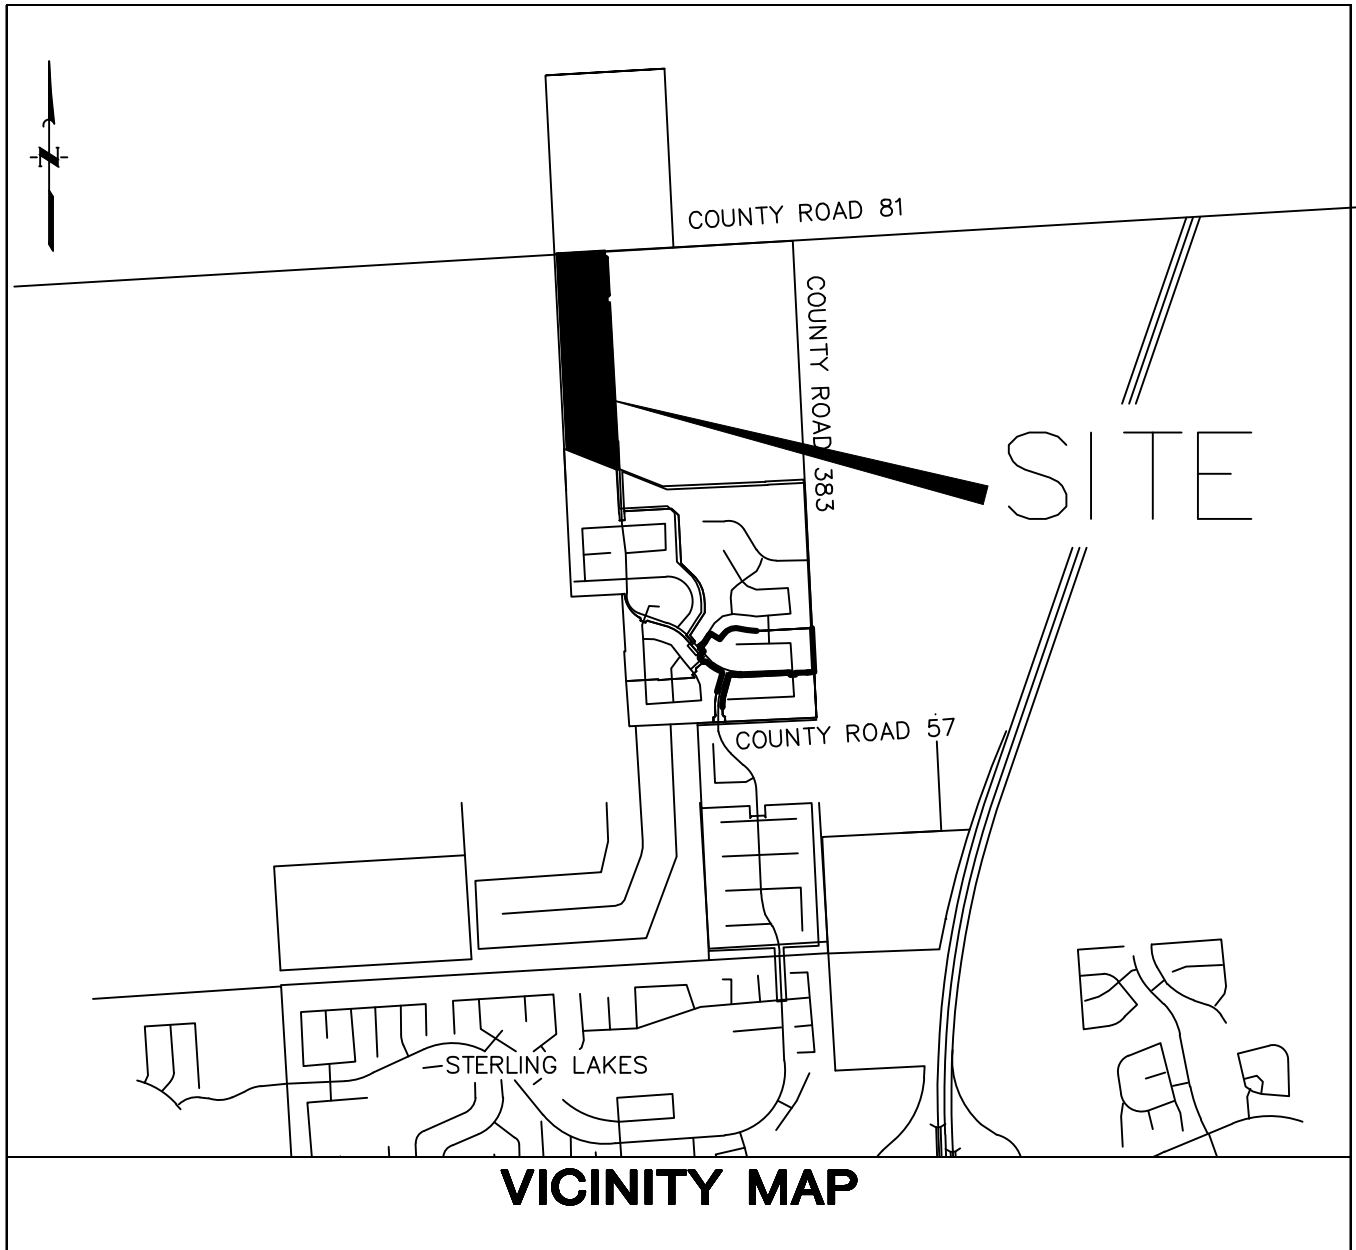 N
COUNTY ROAD 81
COUNTY ROAD 383
SITE
COUNTY ROAD 57
STERLING LAKES
VICINITY MAP